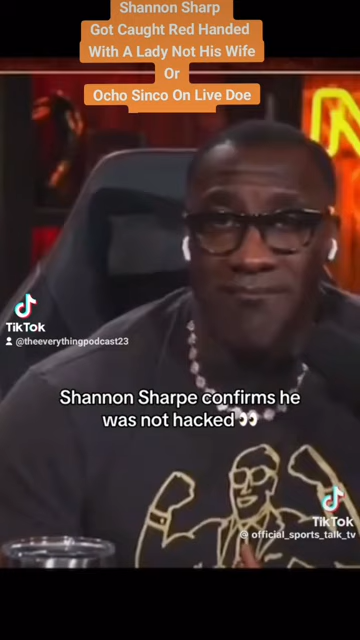 Shannon Sharp
Got Caught Red Handed
With A Lady Not His Wife
Or
Ocho Sinco On Live Doe
TikTok
@theeverythingpodcast23
Shannon Sharpe confirms he
was not hacked 👀
TikTok
@official_sports_talk_tv